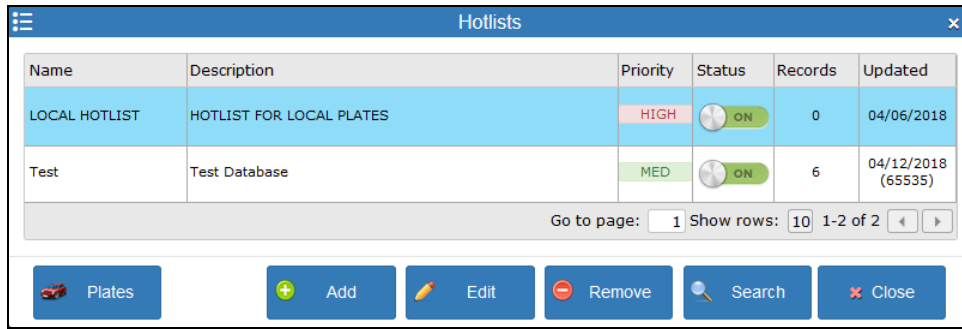 Hotlists
Name Description Priority Status Records Updated
LOCAL HOTLIST HOTLIST FOR LOCAL PLATES HIGH ON 0 04/06/2018
Test Test Database MED ON 6 04/12/2018
(65535)
Go to page: 1 Show rows: 10 1-2 of 2
Plates Add Edit Remove Search Close